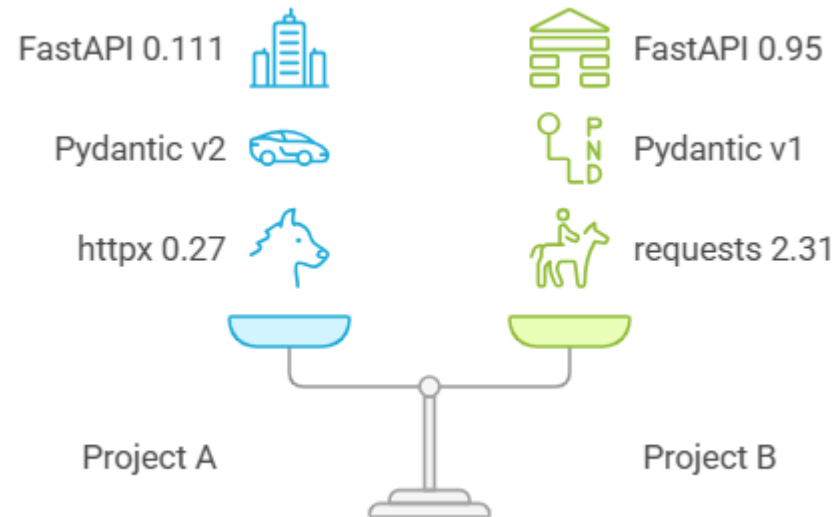 FastAPI 0.111
FastAPI 0.95
Pydantic v2
P
N
D
Pydantic v1
httpx 0.27
requests 2.31
Project A
Project B